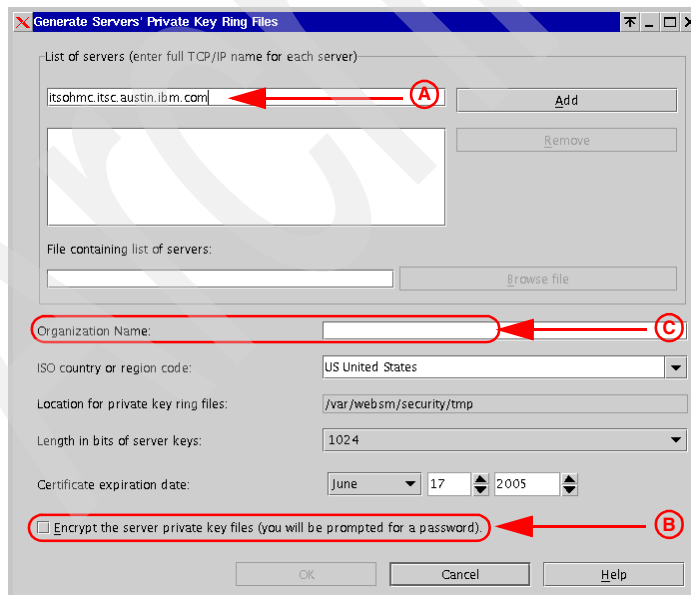 Generate Servers' Private Key Ring Files
List of servers (enter full TCP/IP name for each server)
itsohmc.itsc.austin.ibm.com
A
Add
Remove
File containing list of servers:
Browse file
Organization Name:
C
ISO country or region code:
US United States
Location for private key ring files:
/var/websm/security/tmp
Length in bits of server keys:
1024
Certificate expiration date:
June
17
2005
Encrypt the server private key files (you will be prompted for a password).
B
OK
Cancel
Help